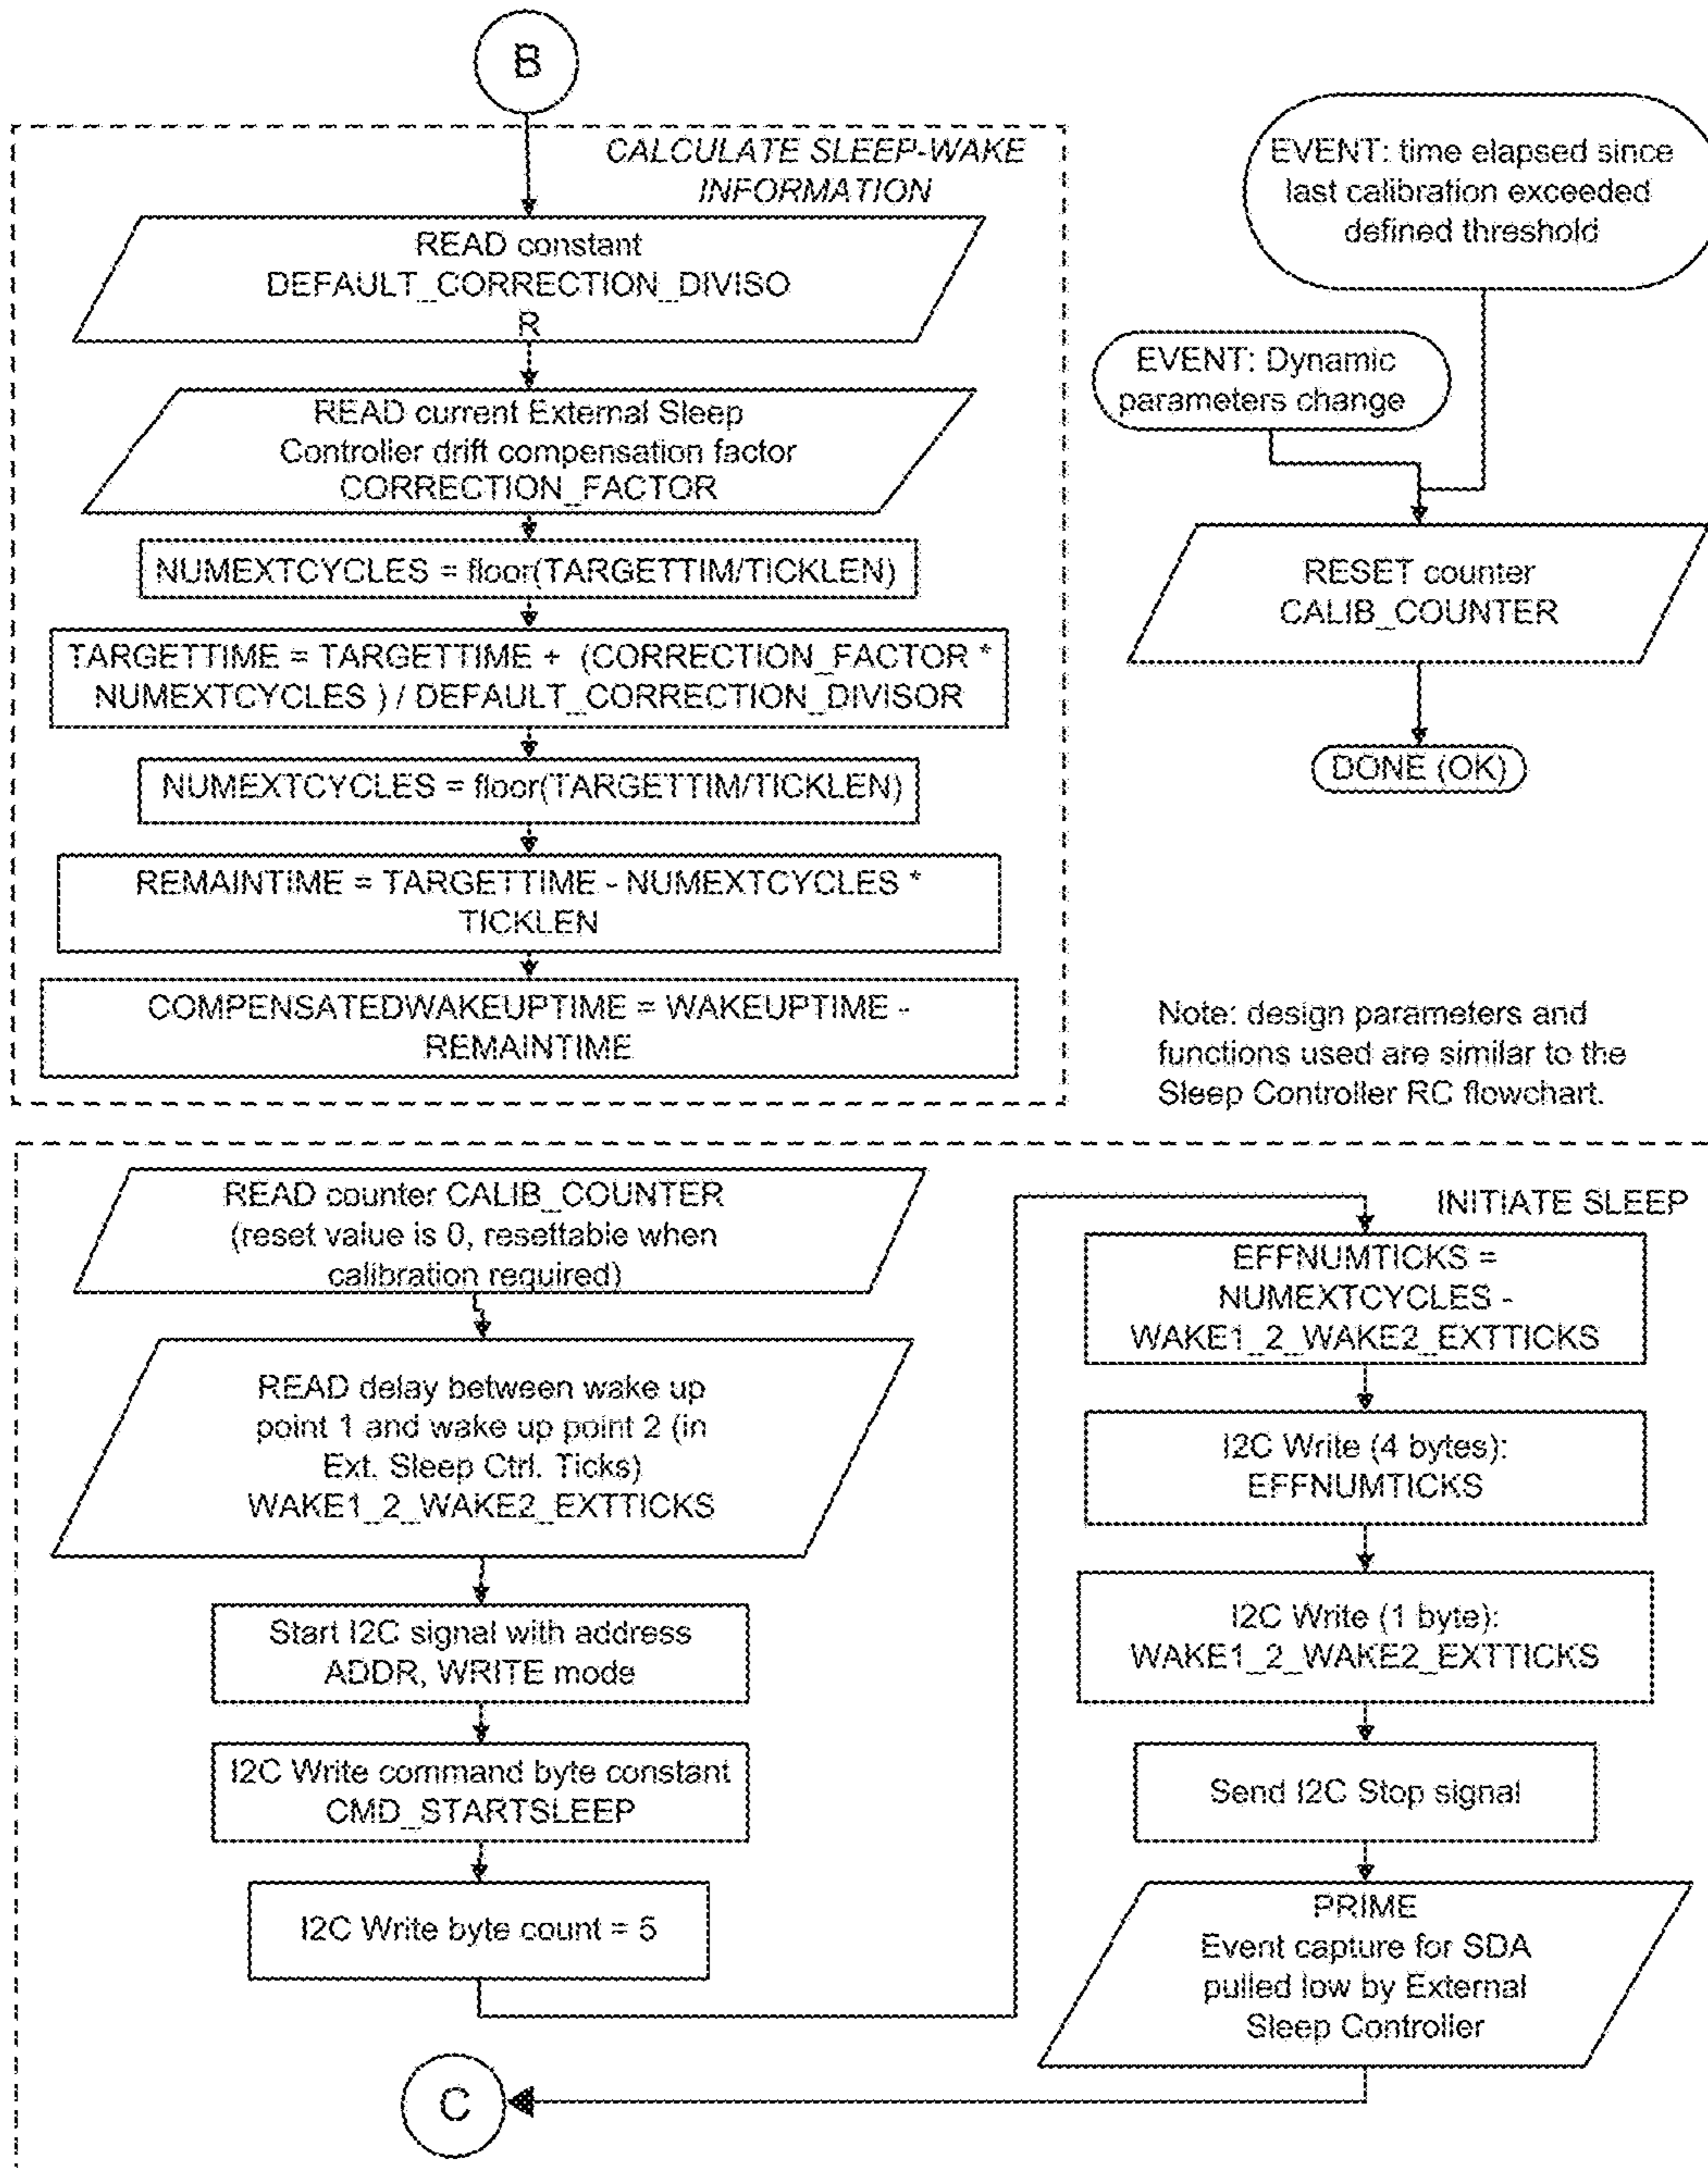 B
CALCULATE SLEEP-WAKE
INFORMATION
READ constant
DEFAULT_CORRECTION_DIVISO
R
READ current External Sleep
Controller drift compensation factor
CORRECTION_FACTOR
NUMEXTCYCLES = floor(TARGETTIM/TICKLEN)
TARGETTIME = TARGETTIME + (CORRECTION_FACTOR *
NUMEXTCYCLES ) / DEFAULT_CORRECTION_DIVISOR
NUMEXTCYCLES = floor(TARGETTIM/TICKLEN)
REMAINTIME = TARGETTIME - NUMEXTCYCLES *
TICKLEN
COMPENSATEDWAKEUPTIME = WAKEUPTIME -
REMAINTIME
EVENT: time elapsed since
last calibration exceeded
defined threshold
EVENT: Dynamic
parameters change
RESET counter
CALIB_COUNTER
DONE (OK)
Note: design parameters and
functions used are similar to the
Sleep Controller RC flowchart.
READ counter CALIB_COUNTER
(reset value is 0, resettable when
calibration required)
READ delay between wake up
point 1 and wake up point 2 (in
Ext. Sleep Ctrl. Ticks)
WAKE1_2_WAKE2_EXTTICKS
Start I2C signal with address
ADDR, WRITE mode
I2C Write command byte constant
CMD_STARTSLEEP
I2C Write byte count = 5
INITIATE SLEEP
EFFNUMTICKS =
NUMEXTCYCLES -
WAKE1_2_WAKE2_EXTTICKS
I2C Write (4 bytes):
EFFNUMTICKS
I2C Write (1 byte):
WAKE1_2_WAKE2_EXTTICKS
Send I2C Stop signal
PRIME
Event capture for SDA
pulled low by External
Sleep Controller
C